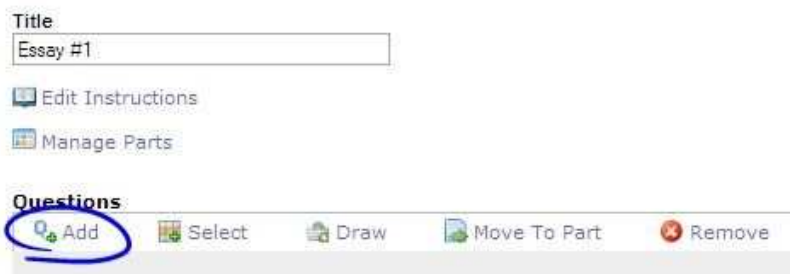 Title
Essay #1
Edit Instructions
Manage Parts
Questions
Add Select Draw Move To Part Remove